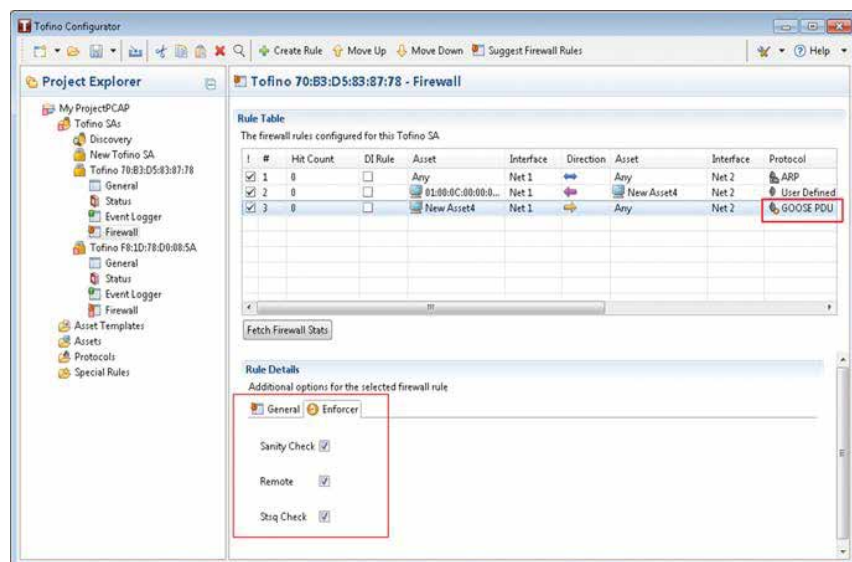 Tofino Configurator
Create Rule Move Up Move Down Suggest Firewall Rules Help
Project Explorer
My ProjectPCAP
Tofino SAs
Discovery
New Tofino SA
Tofino 70:B3:D5:83:87:78
General
Status
Event Logger
Firewall
Tofino F8:1D:78:D0:08:5A
General
Status
Event Logger
Firewall
Asset Templates
Assets
Protocols
Special Rules
Tofino 70:B3:D5:83:87:78 - Firewall
Rule Table
The firewall rules configured for this Tofino SA
! # Hit Count DI Rule Asset Interface Direction Asset Interface Protocol
1 0 Any Net 1 Any Net 2 ARP
2 0 01:00:0C:00:00:0... Net 1 New Asset4 Net 2 User Defined
3 0 New Asset4 Net 1 Any Net 2 GOOSE PDU
Fetch Firewall Stats
Rule Details
Additional options for the selected firewall rule
General Enforcer
Sanity Check
Remote
Stsq Check